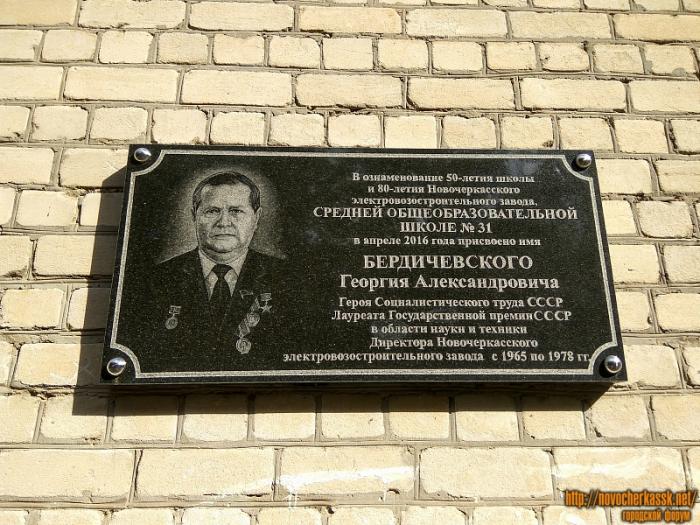 В ознаменование 50-летия школы
и 80-летия Новочеркасского
электровозостроительного завода,
СРЕДНЕЙ ОБЩЕОБРАЗОВАТЕЛЬНОЙ
ШКОЛЕ № 31
в апреле 2016 года присвоено имя
БЕРДИЧЕВСКОГО
Георгия Александровича
Героя Социалистического труда СССР
Лауреата Государственной премии СССР
в области науки и техники
Директора Новочеркасского
электровозостроительного завода с 1965 по 1978 гг.
http://novocherkassk.net/
городской форум